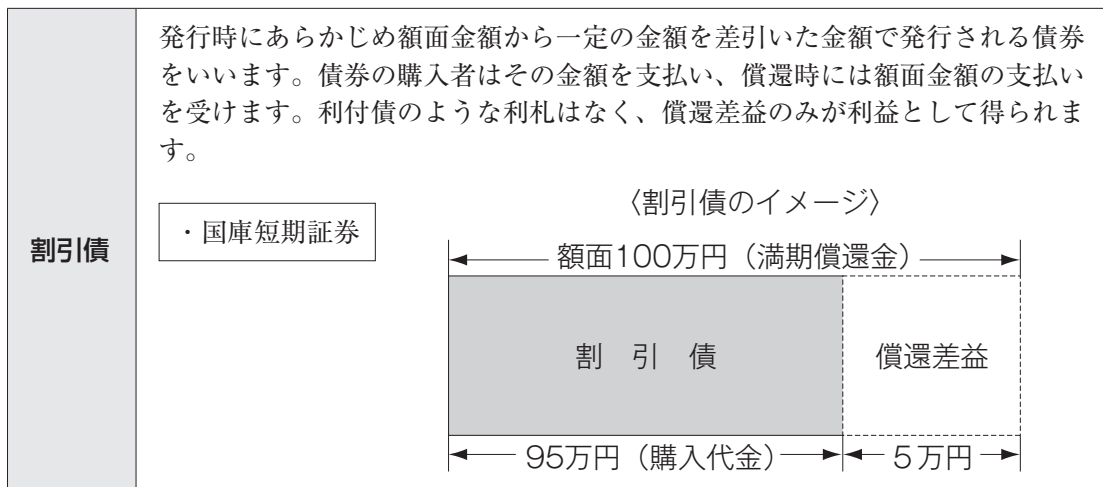 発行時にあらかじめ額面金額から一定の金額を差引いた金額で発行される債券
をいいます。債券の購入者はその金額を支払い、償還時には額面金額の支払い
を受けます。利付債のような利札はなく、償還差益のみが利益として得られま
す。
割引債
・国庫短期証券
〈割引債のイメージ〉
額面100万円（満期償還金）
割引債
償還差益
95万円（購入代金）
5万円